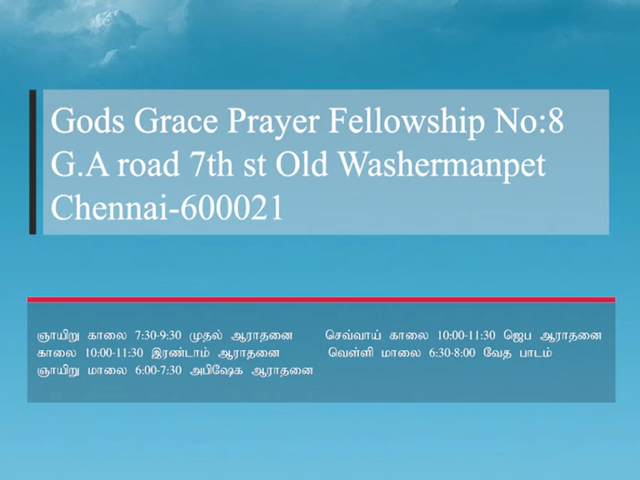 Gods Grace Prayer Fellowship No:8
G.A road 7th st Old Washermanpet
Chennai-600021
ஞாயிறு காலை 7:30-9:30 முதல் ஆராதனை
காலை 10:00-11:30 இரண்டாம் ஆராதனை
ஞாயிறு மாலை 6:00-7:30 அபிஷேக ஆராதனை
செவ்வாய் காலை 10:00-11:30 ஜெப ஆராதனை
வெள்ளி மாலை 6:30-8:00 வேத பாடம்